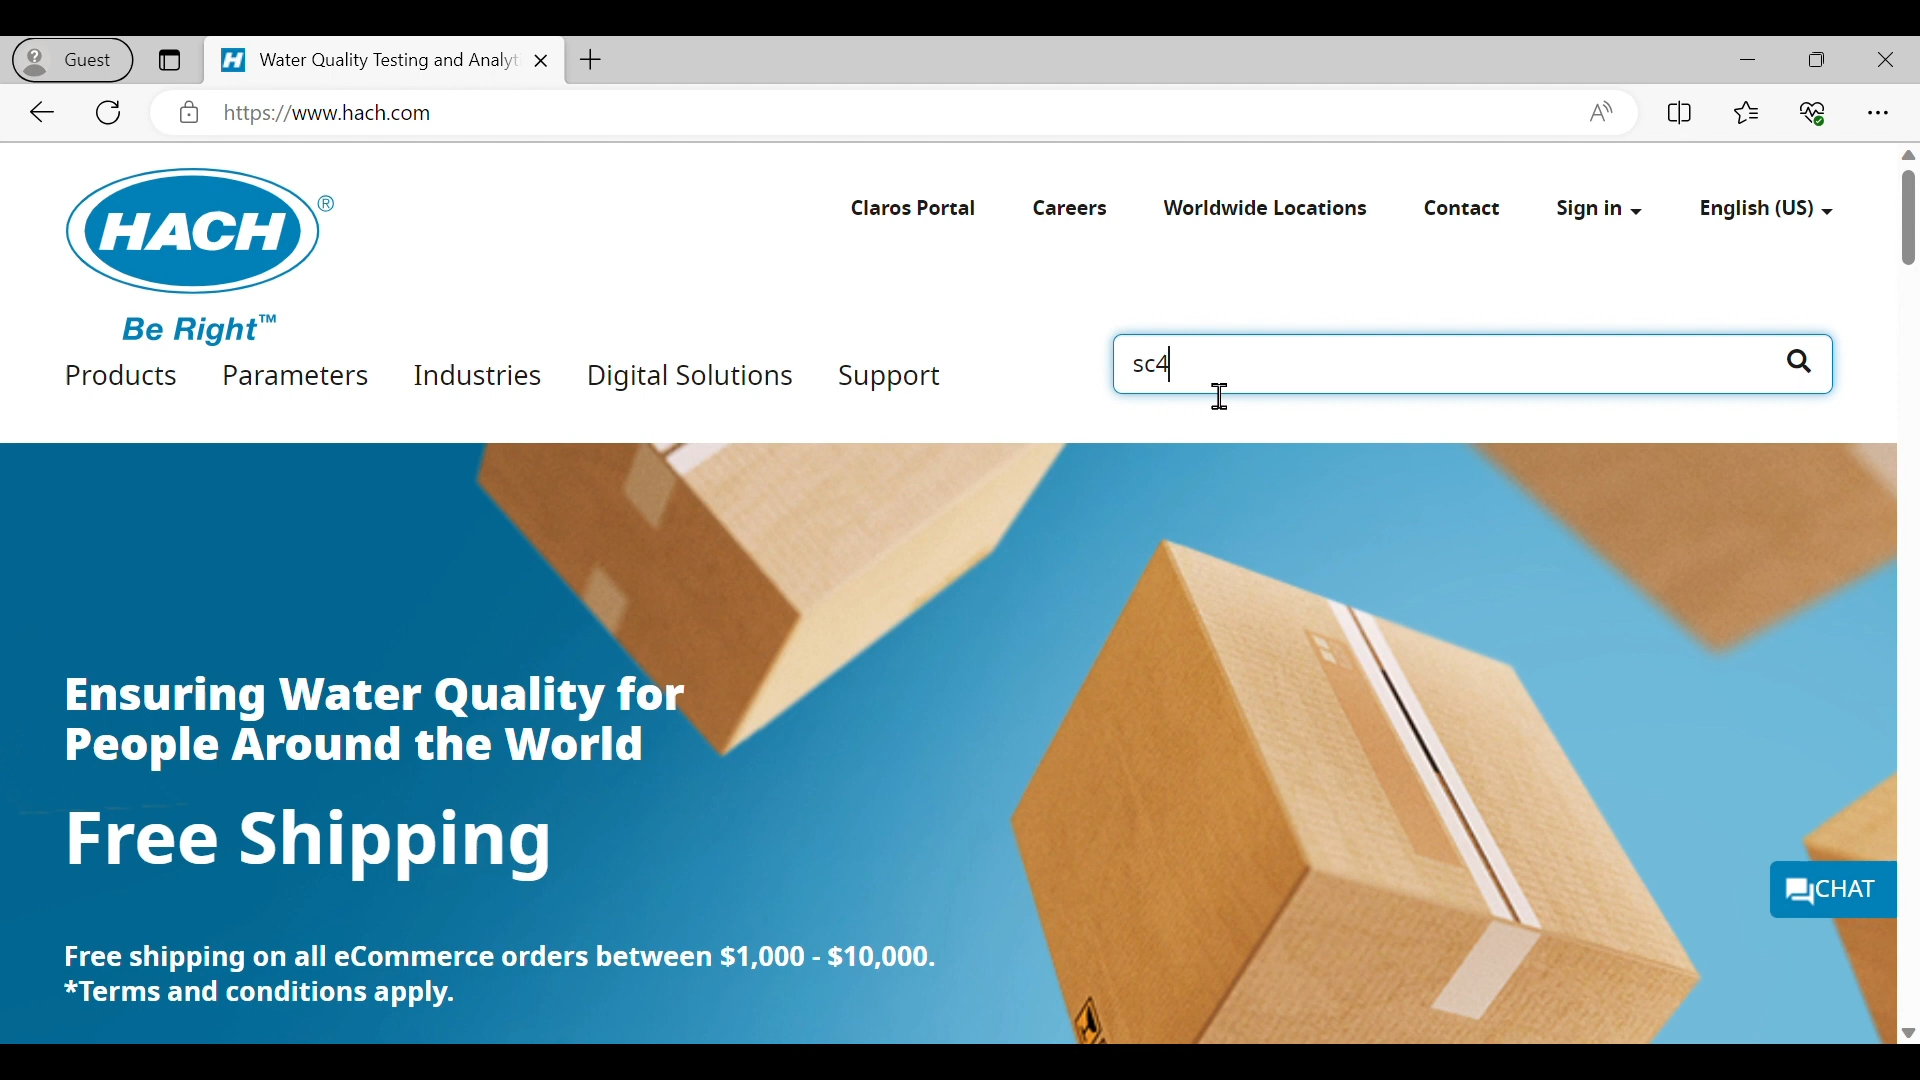 Guest
Water Quality Testing and Analyt
https://www.hach.com
HACH®
Be Right™
Claros Portal Careers Worldwide Locations Contact Sign in English (US)
sc4
Products Parameters Industries Digital Solutions Support
Ensuring Water Quality for
People Around the World
Free Shipping
Free shipping on all eCommerce orders between $1,000 - $10,000.
*Terms and conditions apply.
CHAT